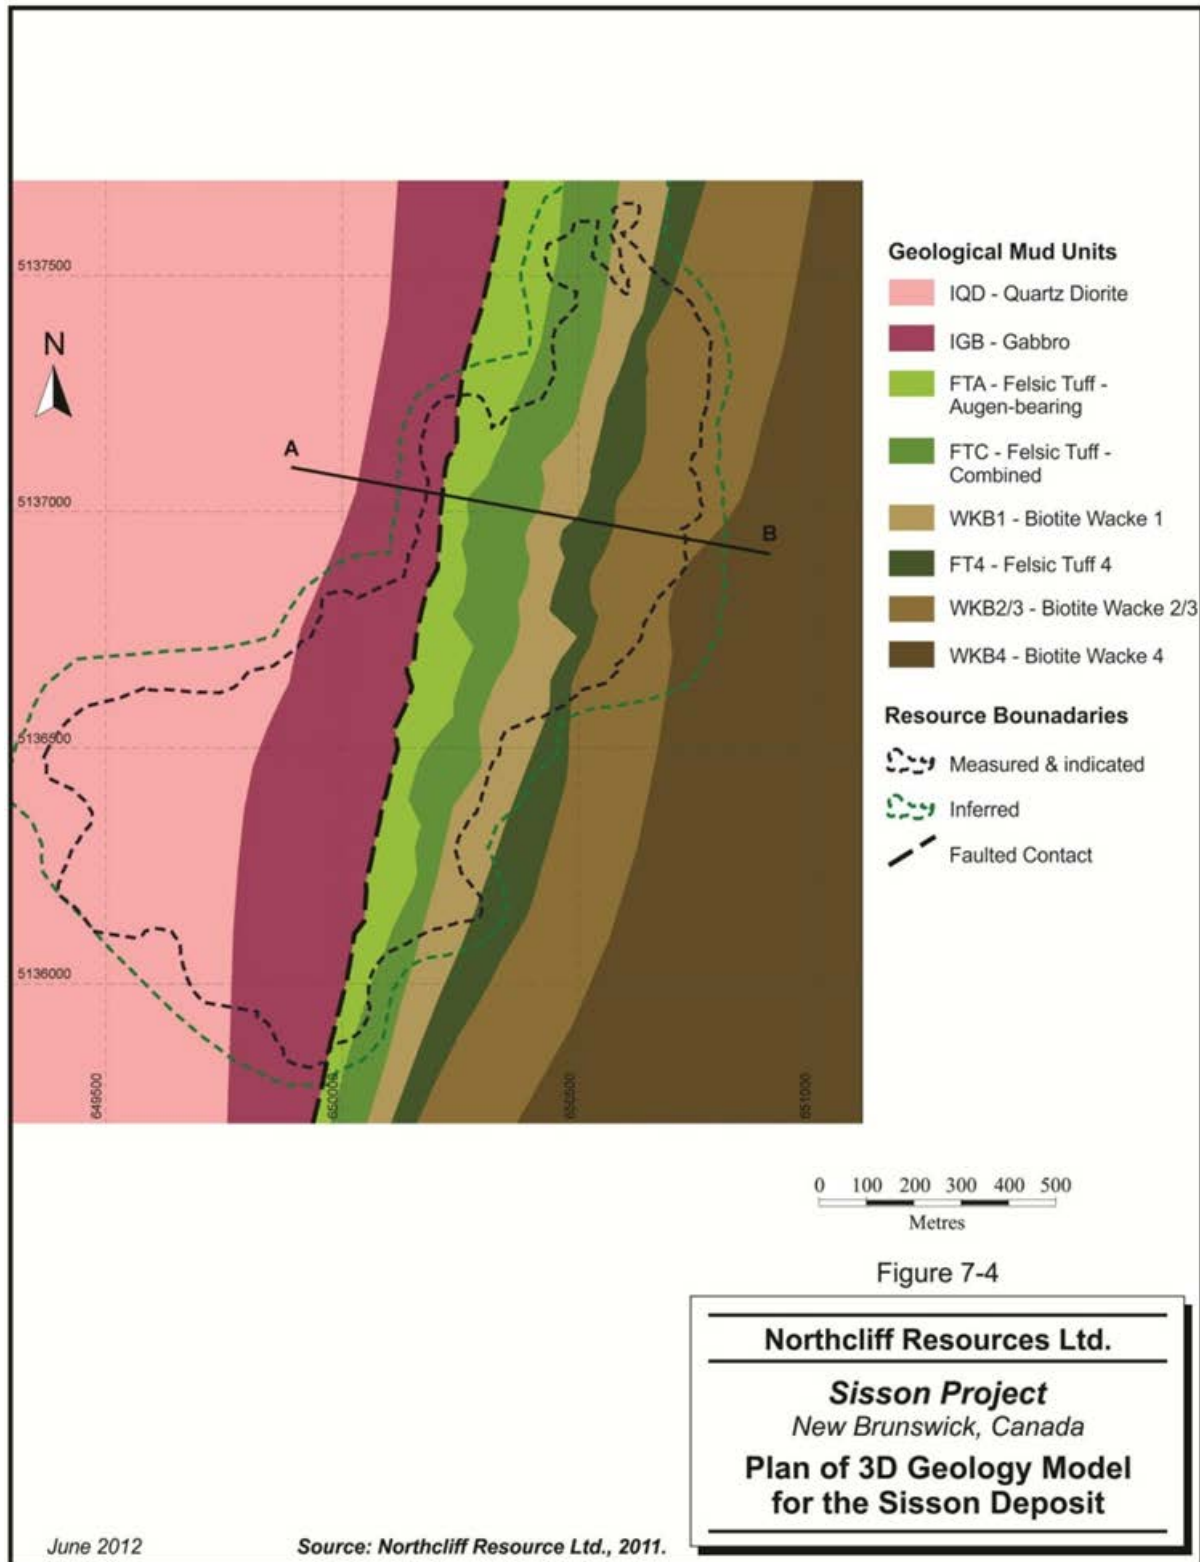 5137500
N
A
5137000
B
5136500
5136000
649500
650000
650500
651000
Geological Mud Units
IQD - Quartz Diorite
IGB - Gabbro
FTA - Felsic Tuff -
Augen-bearing
FTC - Felsic Tuff -
Combined
WKB1 - Biotite Wacke 1
FT4 - Felsic Tuff 4
WKB2/3 - Biotite Wacke 2/3
WKB4 - Biotite Wacke 4
Resource Bounadaries
Measured & indicated
Inferred
Faulted Contact
0 100 200 300 400 500
Metres
Figure 7-4
Northcliff Resources Ltd.
Sisson Project
New Brunswick, Canada
Plan of 3D Geology Model
for the Sisson Deposit
June 2012
Source: Northcliff Resource Ltd., 2011.